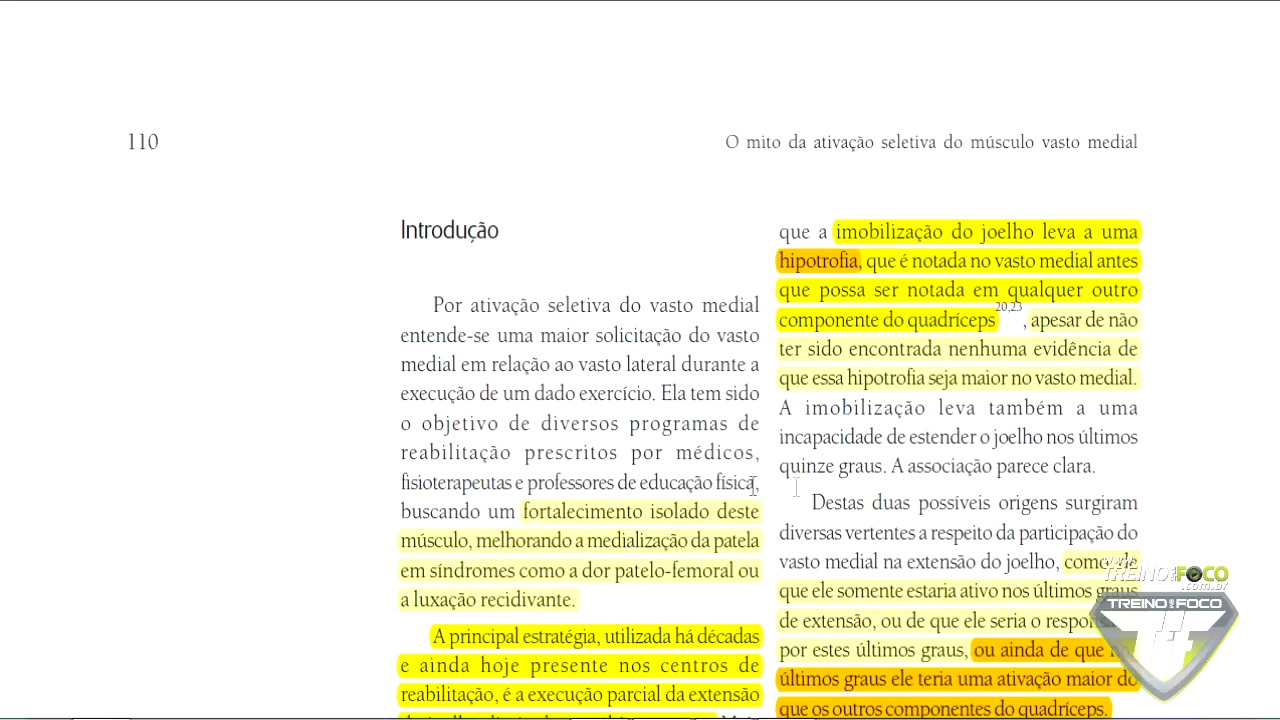 110
O mito da ativação seletiva do músculo vasto medial
Introdução
Por ativação seletiva do vasto medial
entende-se uma maior solicitação do vasto
medial em relação ao vasto lateral durante a
execução de um dado exercício. Ela tem sido
o objetivo de diversos programas de
reabilitação prescritos por médicos,
fisioterapeutas e professores de educação física,
buscando um fortalecimento isolado deste
músculo, melhorando a medialização da patela
em síndromes como a dor patelo-femoral ou
a luxação recidivante.
A principal estratégia, utilizada há décadas
e ainda hoje presente nos centros de
reabilitação, é a execução parcial da extensão
que a imobilização do joelho leva a uma
hipotrofia, que é notada no vasto medial antes
que possa ser notada em qualquer outro
componente do quadríceps20,23, apesar de não
ter sido encontrada nenhuma evidência de
que essa hipotrofia seja maior no vasto medial.
A imobilização leva também a uma
incapacidade de estender o joelho nos últimos
quinze graus. A associação parece clara.
Destas duas possíveis origens surgiram
diversas vertentes a respeito da participação do
vasto medial na extensão do joelho, como de
que ele somente estaria ativo nos últimos graus
de extensão, ou de que ele seria o
por estes últimos graus, ou ainda de que
últimos graus ele teria uma ativação maior do
que os outros componentes do quadríceps.
www.
TREINO EM FOCO
.com.br
TREINO EM FOCO